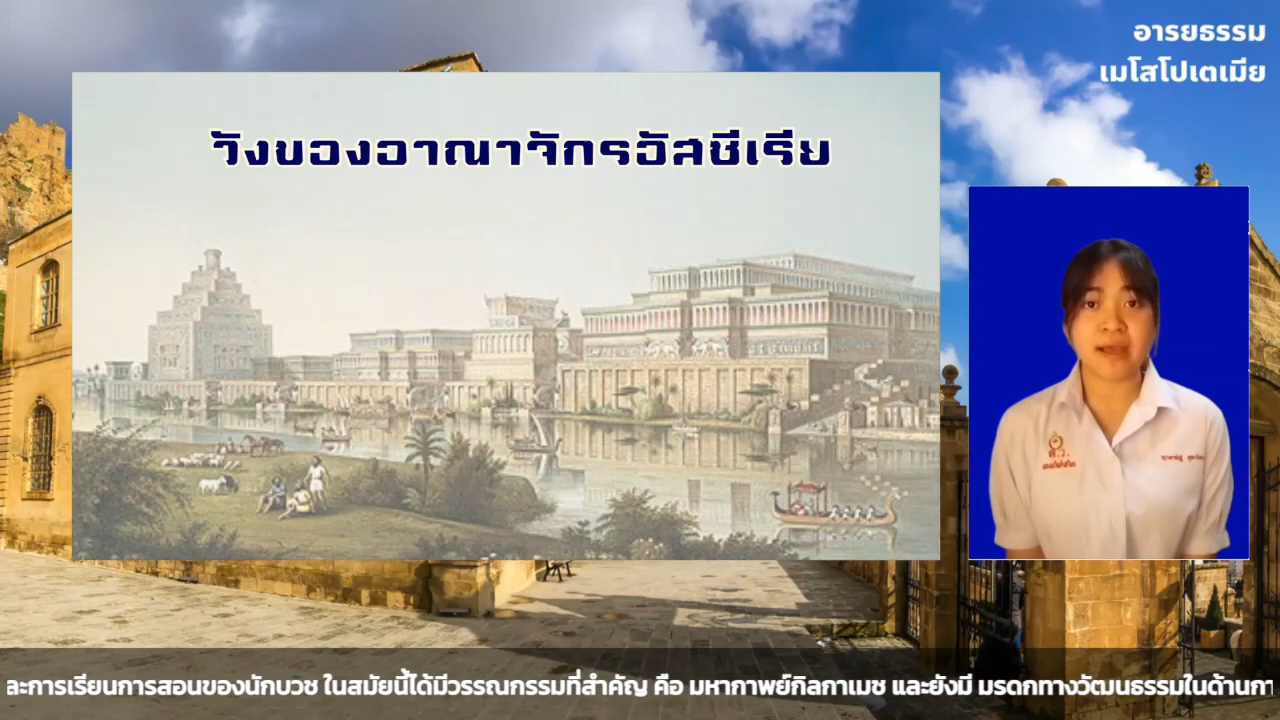 อารยธรรม
เมโสโปเตเมีย
วังของอาณาจักรอัสซีเรีย
ละการเรียนการสอนของนักบวช ในสมัยนี้ได้มีวรรณกรรมที่สำคัญ คือ มหากาพย์กิลกาเมซ และยังมี มรดกทางวัฒนธรรมในด้านกา